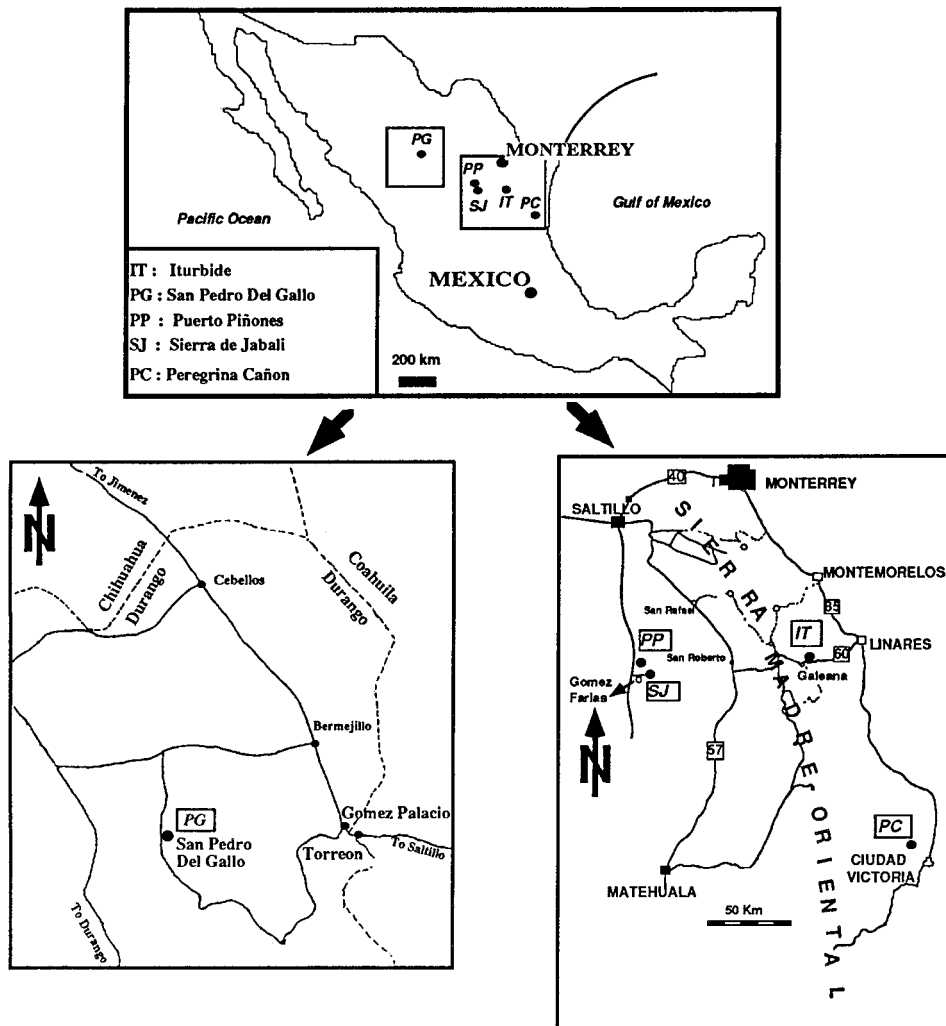 PG
MONTERREY
PP
SJ
IT
PC
Pacific Ocean
Gulf of Mexico
MEXICO
IT : Iturbide
PG : San Pedro Del Gallo
PP : Puerto Piñones
SJ : Sierra de Jabali
PC : Peregrina Cañon
200 km
N
To Jimenez
Chihuahua
Durango
Coahuila
Durango
Cebellos
Bermejillo
PG
San Pedro
Del Gallo
Gomez Palacio
Torreon
To Saltillo
To Durango
40
MONTERREY
SALTILLO
SIERRA MADRE ORIENTAL
MONTEMORELOS
San Rafael
85
IT
LINARES
60
PP
San Roberto
Galeana
SJ
Gomez
Farias
N
57
PC
CIUDAD
VICTORIA
MATEHUALA
50 Km